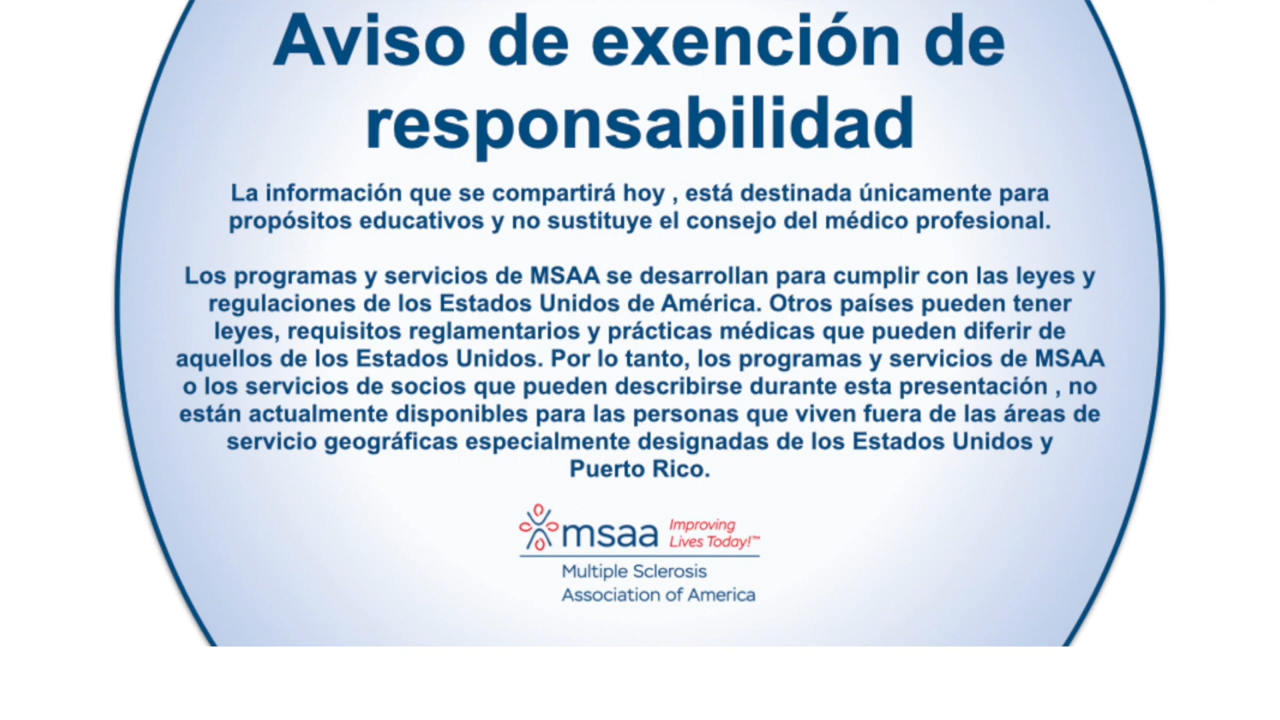 Aviso de exención de
responsabilidad
La información que se compartirá hoy , está destinada únicamente para
propósitos educativos y no sustituye el consejo del médico profesional.
Los programas y servicios de MSAA se desarrollan para cumplir con las leyes y
regulaciones de los Estados Unidos de América. Otros países pueden tener
leyes, requisitos reglamentarios y prácticas médicas que pueden diferir de
aquellos de los Estados Unidos. Por lo tanto, los programas y servicios de MSAA
o los servicios de socios que pueden describirse durante esta presentación , no
están actualmente disponibles para las personas que viven fuera de las áreas de
servicio geográficas especialmente designadas de los Estados Unidos y
Puerto Rico.
msaa
Improving
Lives Today!™
Multiple Sclerosis
Association of America